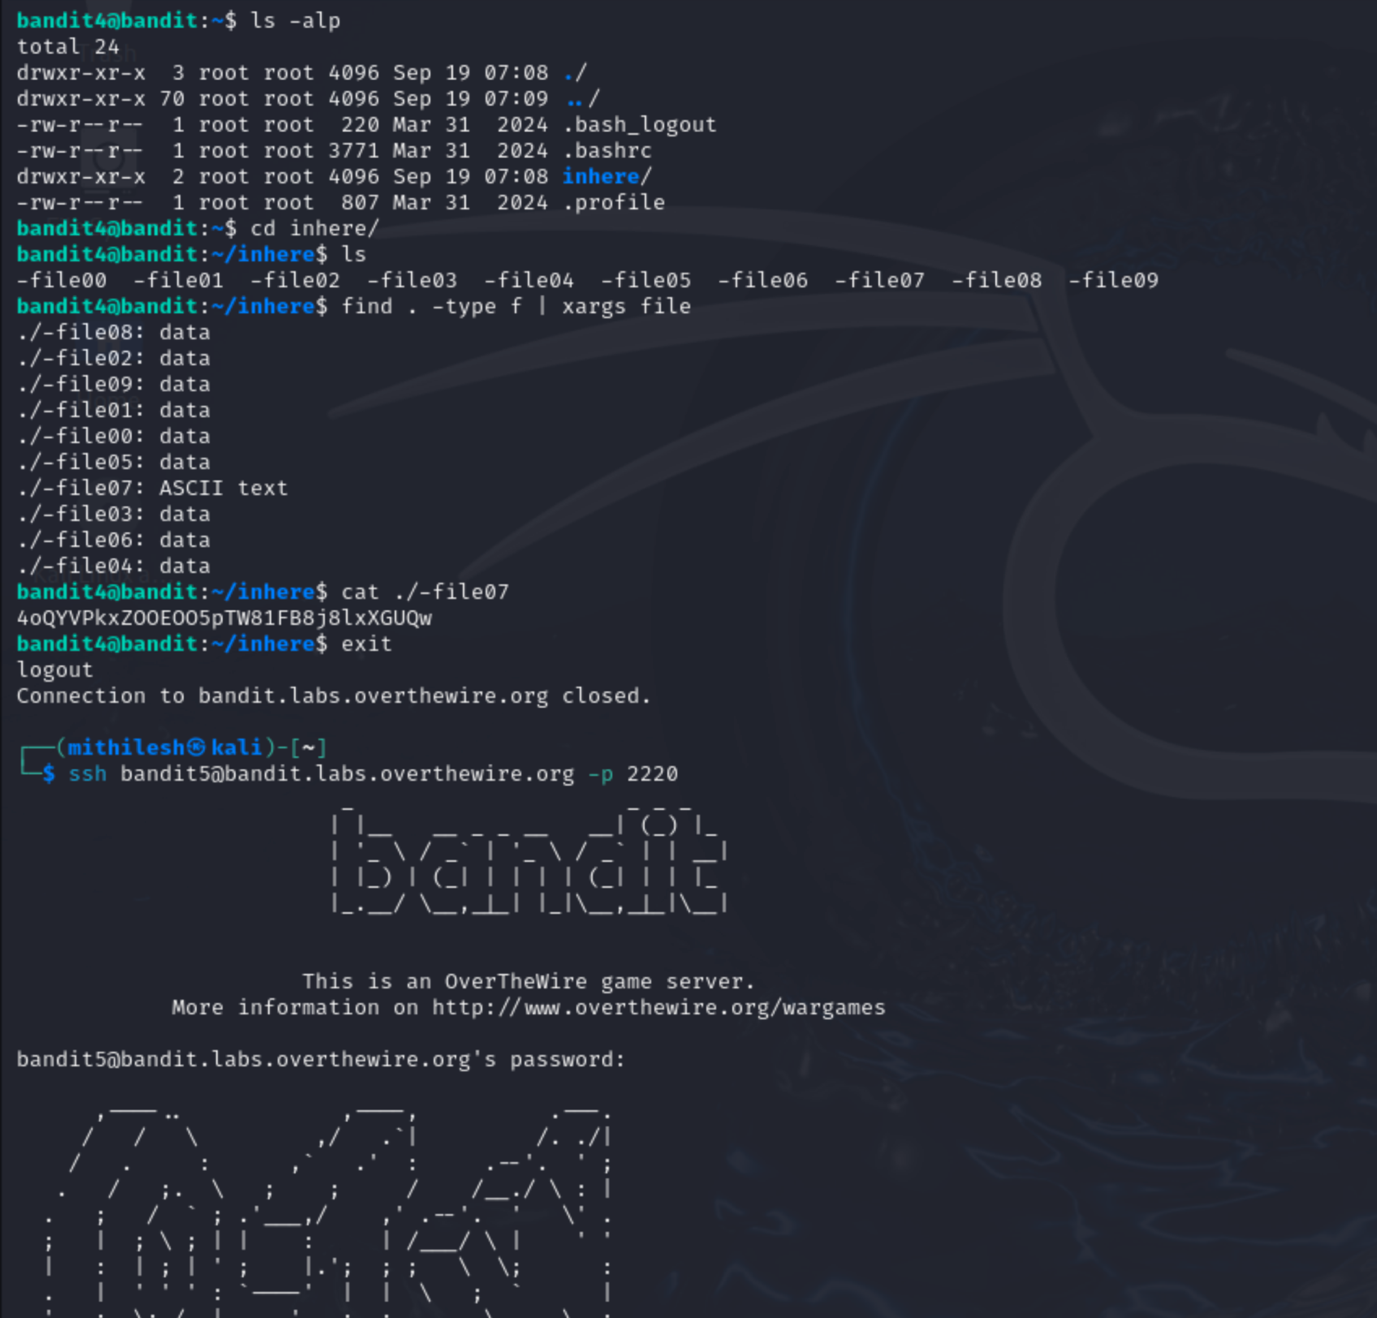 bandit4@bandit:~$ ls -alp
total 24
drwxr-xr-x  3 root root 4096 Sep 19 07:08 ./
drwxr-xr-x 70 root root 4096 Sep 19 07:09 ../
-rw-r--r--  1 root root  220 Mar 31  2024 .bash_logout
-rw-r--r--  1 root root 3771 Mar 31  2024 .bashrc
drwxr-xr-x  2 root root 4096 Sep 19 07:08 inhere/
-rw-r--r--  1 root root  807 Mar 31  2024 .profile
bandit4@bandit:~$ cd inhere/
bandit4@bandit:~/inhere$ ls
-file00  -file01  -file02  -file03  -file04  -file05  -file06  -file07  -file08  -file09
bandit4@bandit:~/inhere$ find . -type f | xargs file
./-file08: data
./-file02: data
./-file09: data
./-file01: data
./-file00: data
./-file05: data
./-file07: ASCII text
./-file03: data
./-file06: data
./-file04: data
bandit4@bandit:~/inhere$ cat ./-file07
4oQYVPkxZOOEOO5pTW81FB8j8lxXGUQw
bandit4@bandit:~/inhere$ exit
logout
Connection to bandit.labs.overthewire.org closed.
(mithilesh㉿kali)-[~]
$ ssh bandit5@bandit.labs.overthewire.org -p 2220
bandit
This is an OverTheWire game server.
More information on http://www.overthewire.org/wargames
bandit5@bandit.labs.overthewire.org's password: